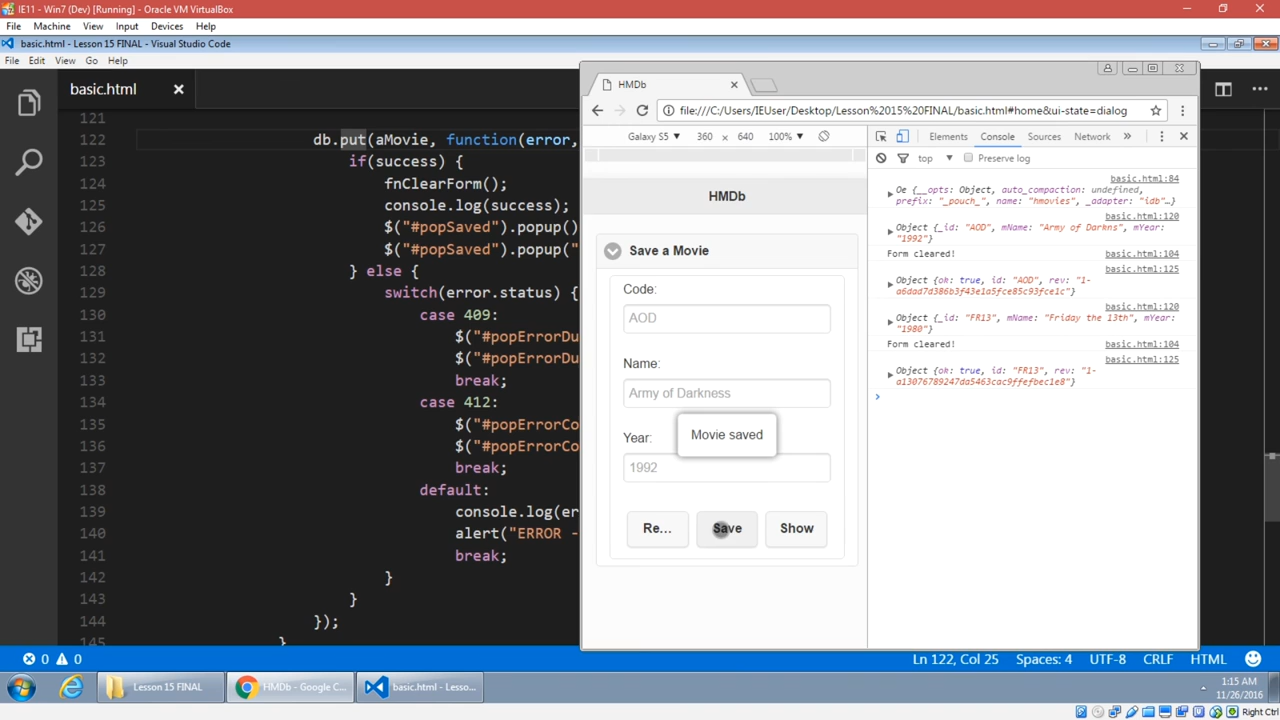 IE11 - Win7 (Dev) [Running] - Oracle VM VirtualBox
File Machine View Input Devices Help
basic.html - Lesson 15 FINAL - Visual Studio Code
File Edit View Go Help
basic.html
121
122 db.put(aMovie, function(error,
123 if(success) {
124 fnClearForm();
125 console.log(success);
126 $("#popSaved").popup()
127 $("#popSaved").popup("
128 } else {
129 switch(error.status) {
130 case 409:
131 $("#popErrorDu
132 $("#popErrorDu
133 break;
134 case 412:
135 $("#popErrorCo
136 $("#popErrorCo
137 break;
138 default:
139 console.log(er
140 alert("ERROR -
141 break;
142 }
143 }
144 });
145 }
HMDb
file:///C:/Users/IEUser/Desktop/Lesson%2015%20FINAL/basic.html#home&ui-state=dialog
Galaxy S5 ▼ 360 x 640 100% ▼
Elements Console Sources Network »
top ▼ Preserve log
HMDb
Save a Movie
Code:
AOD
Name:
Army of Darkness
Year:
1992
Movie saved
Re... Save Show
basic.html:84
Oe {__opts: Object, auto_compaction: undefined,
prefix: "_pouch_", name: "hmovies", _adapter: "idb"…}
basic.html:120
Object {_id: "AOD", mName: "Army of Darkns", mYear:
"1992"}
Form cleared! basic.html:104
basic.html:125
Object {ok: true, id: "AOD", rev: "1-
a6dad7d386b3f43e1a5fce85c93fce1c"}
basic.html:120
Object {_id: "FR13", mName: "Friday the 13th", mYear:
"1980"}
Form cleared! basic.html:104
basic.html:125
Object {ok: true, id: "FR13", rev: "1-
a13076789247da5463cac9ffefbec1e8"}
0 0 Ln 122, Col 25 Spaces: 4 UTF-8 CRLF HTML
Lesson 15 FINAL HMDb - Google C... basic.html - Lesso...
1:15 AM
11/26/2016
Right Ctrl